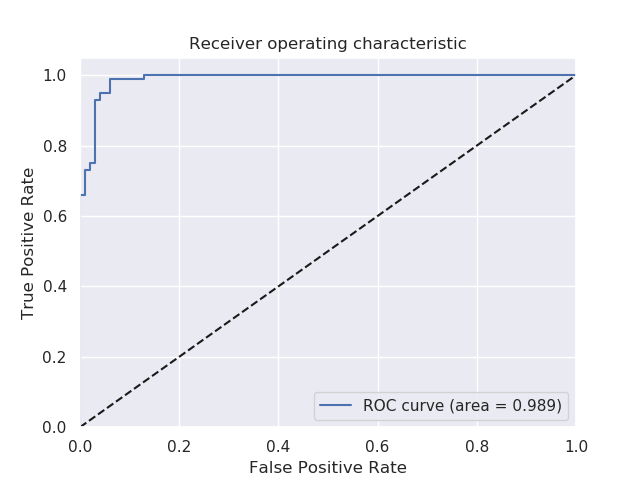 Receiver operating characteristic
True Positive Rate
1.0
0.8
0.6
0.4
0.2
0.0
ROC curve (area = 0.989)
0.0 0.2 0.4 0.6 0.8 1.0
False Positive Rate